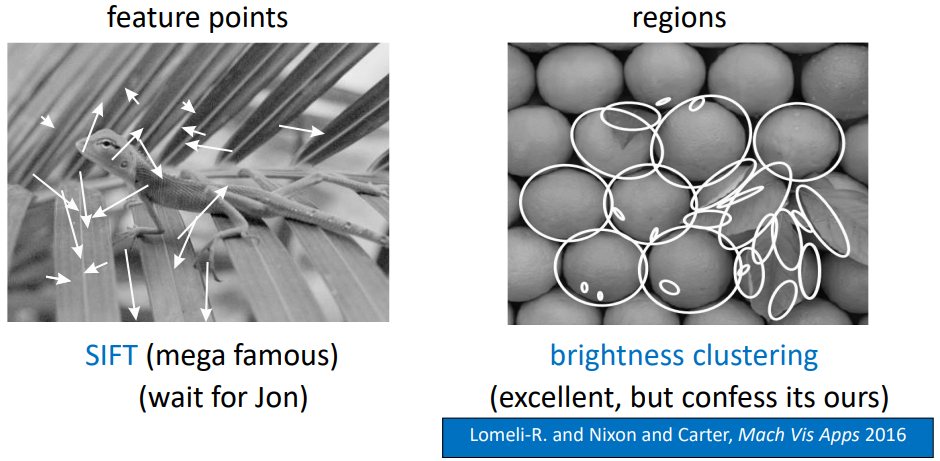 feature points
regions
SIFT (mega famous)
(wait for Jon)
brightness clustering
(excellent, but confess its ours)
Lomeli-R. and Nixon and Carter, Mach Vis Apps 2016